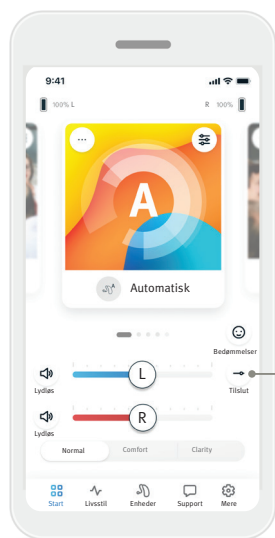 9:41
100% L
R 100%
...
A
Automatisk
Bedømmelser
L
Lydløs
Tilslut
R
Lydløs
Normal Comfort Clarity
Start Livsstil Enheder Support Mere